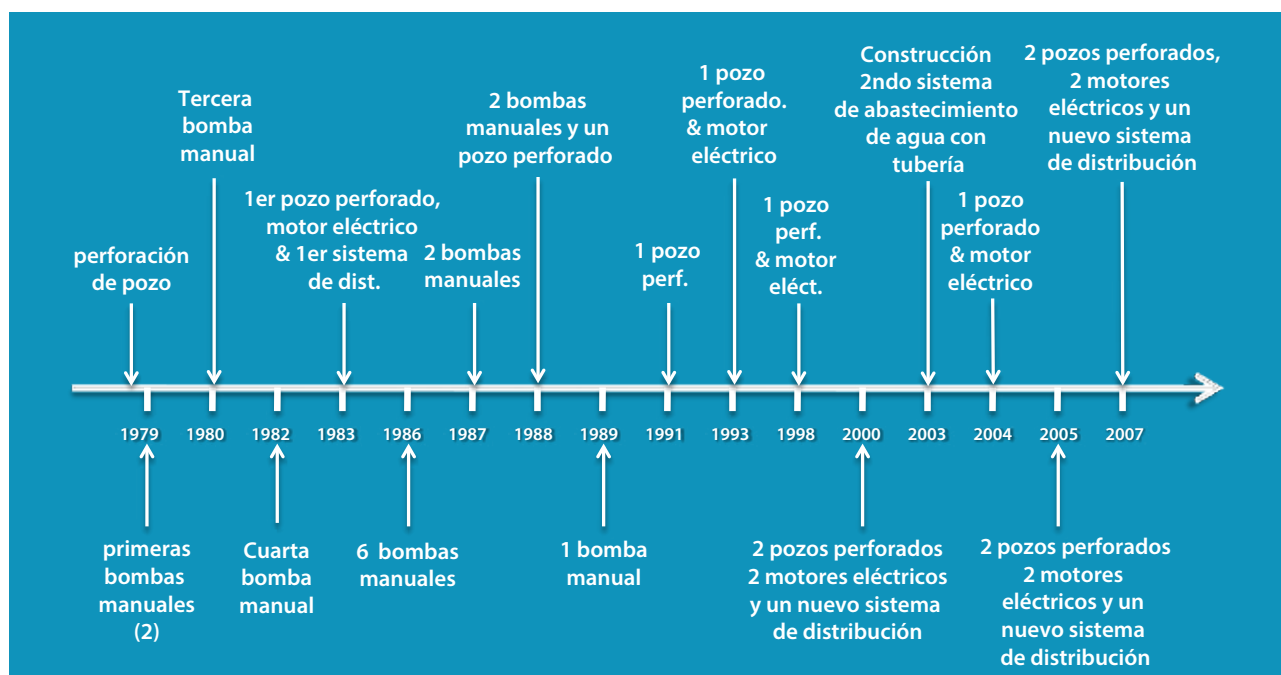 perforación
de pozo
Tercera
bomba
manual
1er pozo perforado,
motor eléctrico
& 1er sistema
de dist.
2 bombas
manuales
2 bombas
manuales y un
pozo perforado
1 pozo
perf.
1 pozo
perforado.
& motor
eléctrico
1 pozo
perf.
& motor
eléct.
Construcción
2ndo sistema
de abastecimiento
de agua con
tubería
1 pozo
perforado
& motor
eléctrico
2 pozos perforados,
2 motores
eléctricos y un
nuevo sistema
de distribución
1979 1980 1982 1983 1986 1987 1988 1989 1991 1993 1998 2000 2003 2004 2005 2007
primeras
bombas
manuales
(2)
Cuarta
bomba
manual
6 bombas
manuales
1 bomba
manual
2 pozos perforados
2 motores eléctricos
y un nuevo sistema
de distribución
2 pozos perforados
2 motores
eléctricos y un
nuevo sistema
de distribución